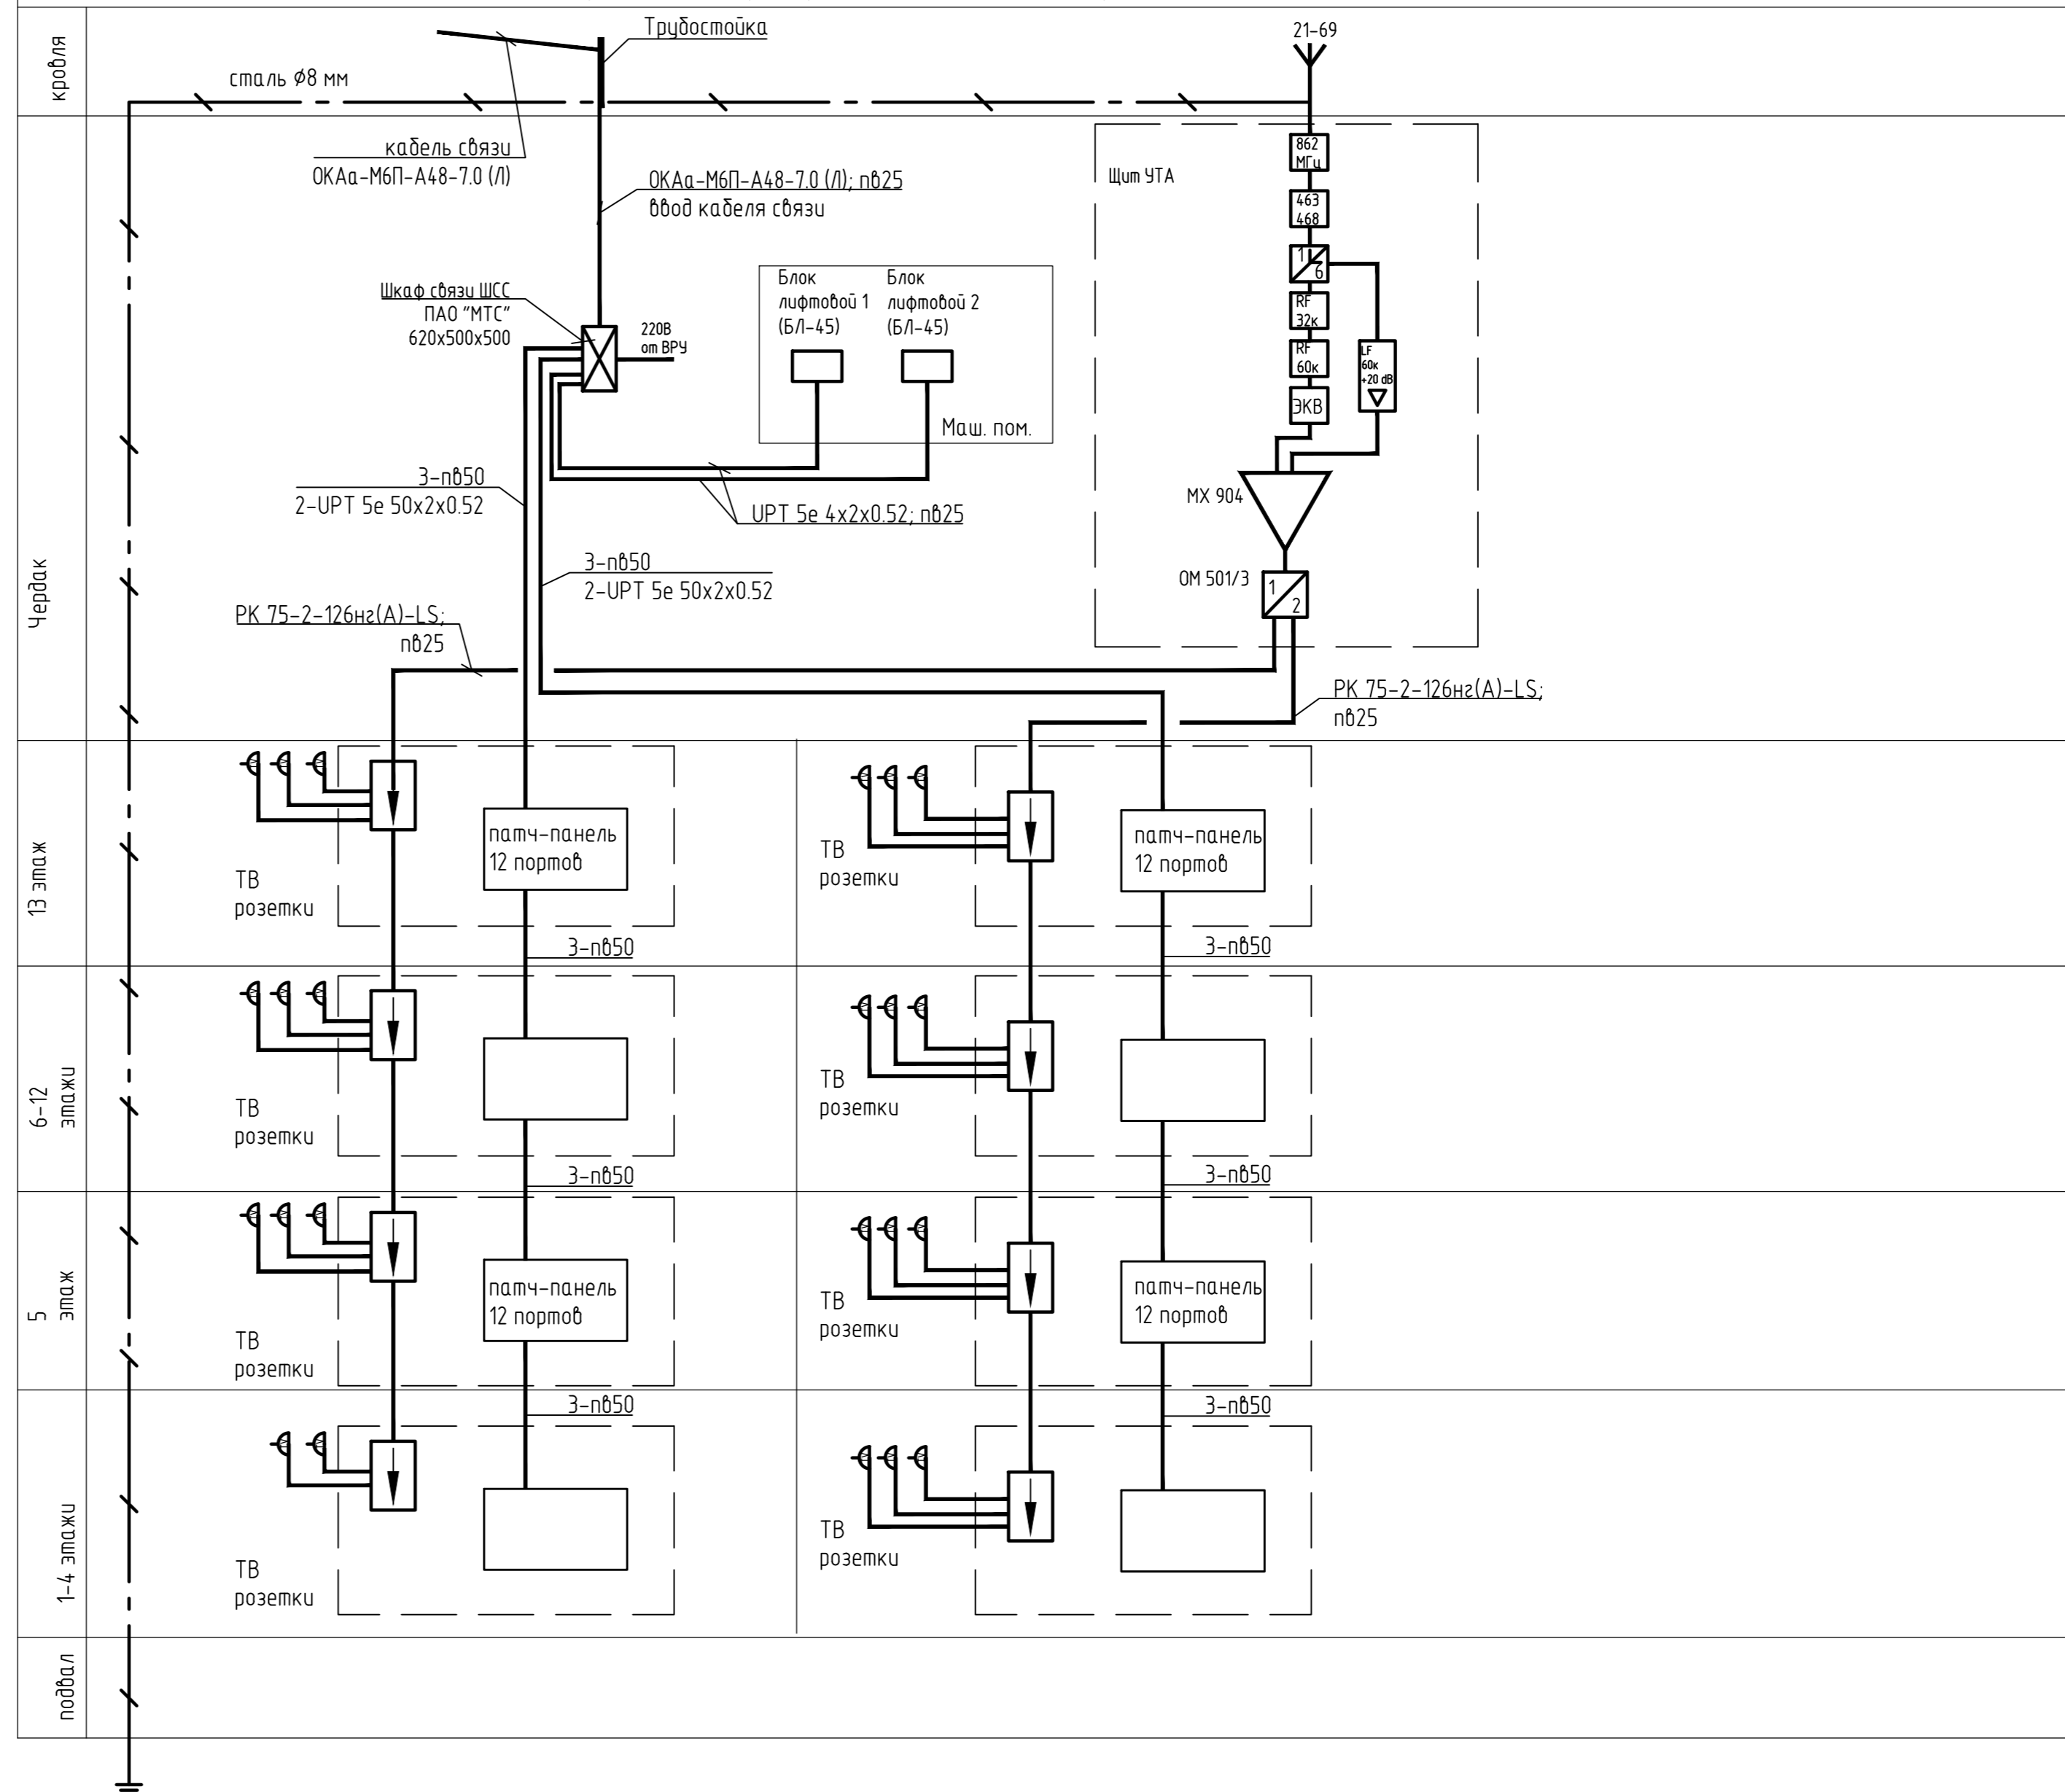 кровля
Трубостойка
21-69
сталь ϕ8 мм
кабель связи
ОКАа-М6П-А48-7.0 (Л)
ОКАа-М6П-А48-7.0 (Л); пв25
ввод кабеля связи
Щит УТА
862
МГц
463
468
1
6
RF
32к
RF
60к
ЭКВ
LF
60к
+20 dB
Шкаф связи ШСС
ПАО "МТС"
620х500х500
220В
от ВРУ
Блок
лифтовой 1
(БЛ-45)
Блок
лифтовой 2
(БЛ-45)
Маш. пом.
3-пв50
2-UPT 5e 50x2x0.52
UPT 5e 4x2x0.52; пв25
MX 904
3-пв50
2-UPT 5e 50x2x0.52
OM 501/3
1
2
Чердак
РК 75-2-126нг(А)-LS;
пв25
РК 75-2-126нг(А)-LS;
пв25
13 этаж
ТВ
розетки
патч-панель
12 портов
3-пв50
ТВ
розетки
патч-панель
12 портов
3-пв50
6-12
этажи
ТВ
розетки
3-пв50
ТВ
розетки
3-пв50
5
этаж
ТВ
розетки
патч-панель
12 портов
ТВ
розетки
патч-панель
12 портов
1-4 этажи
3-пв50
ТВ
розетки
3-пв50
ТВ
розетки
подвал